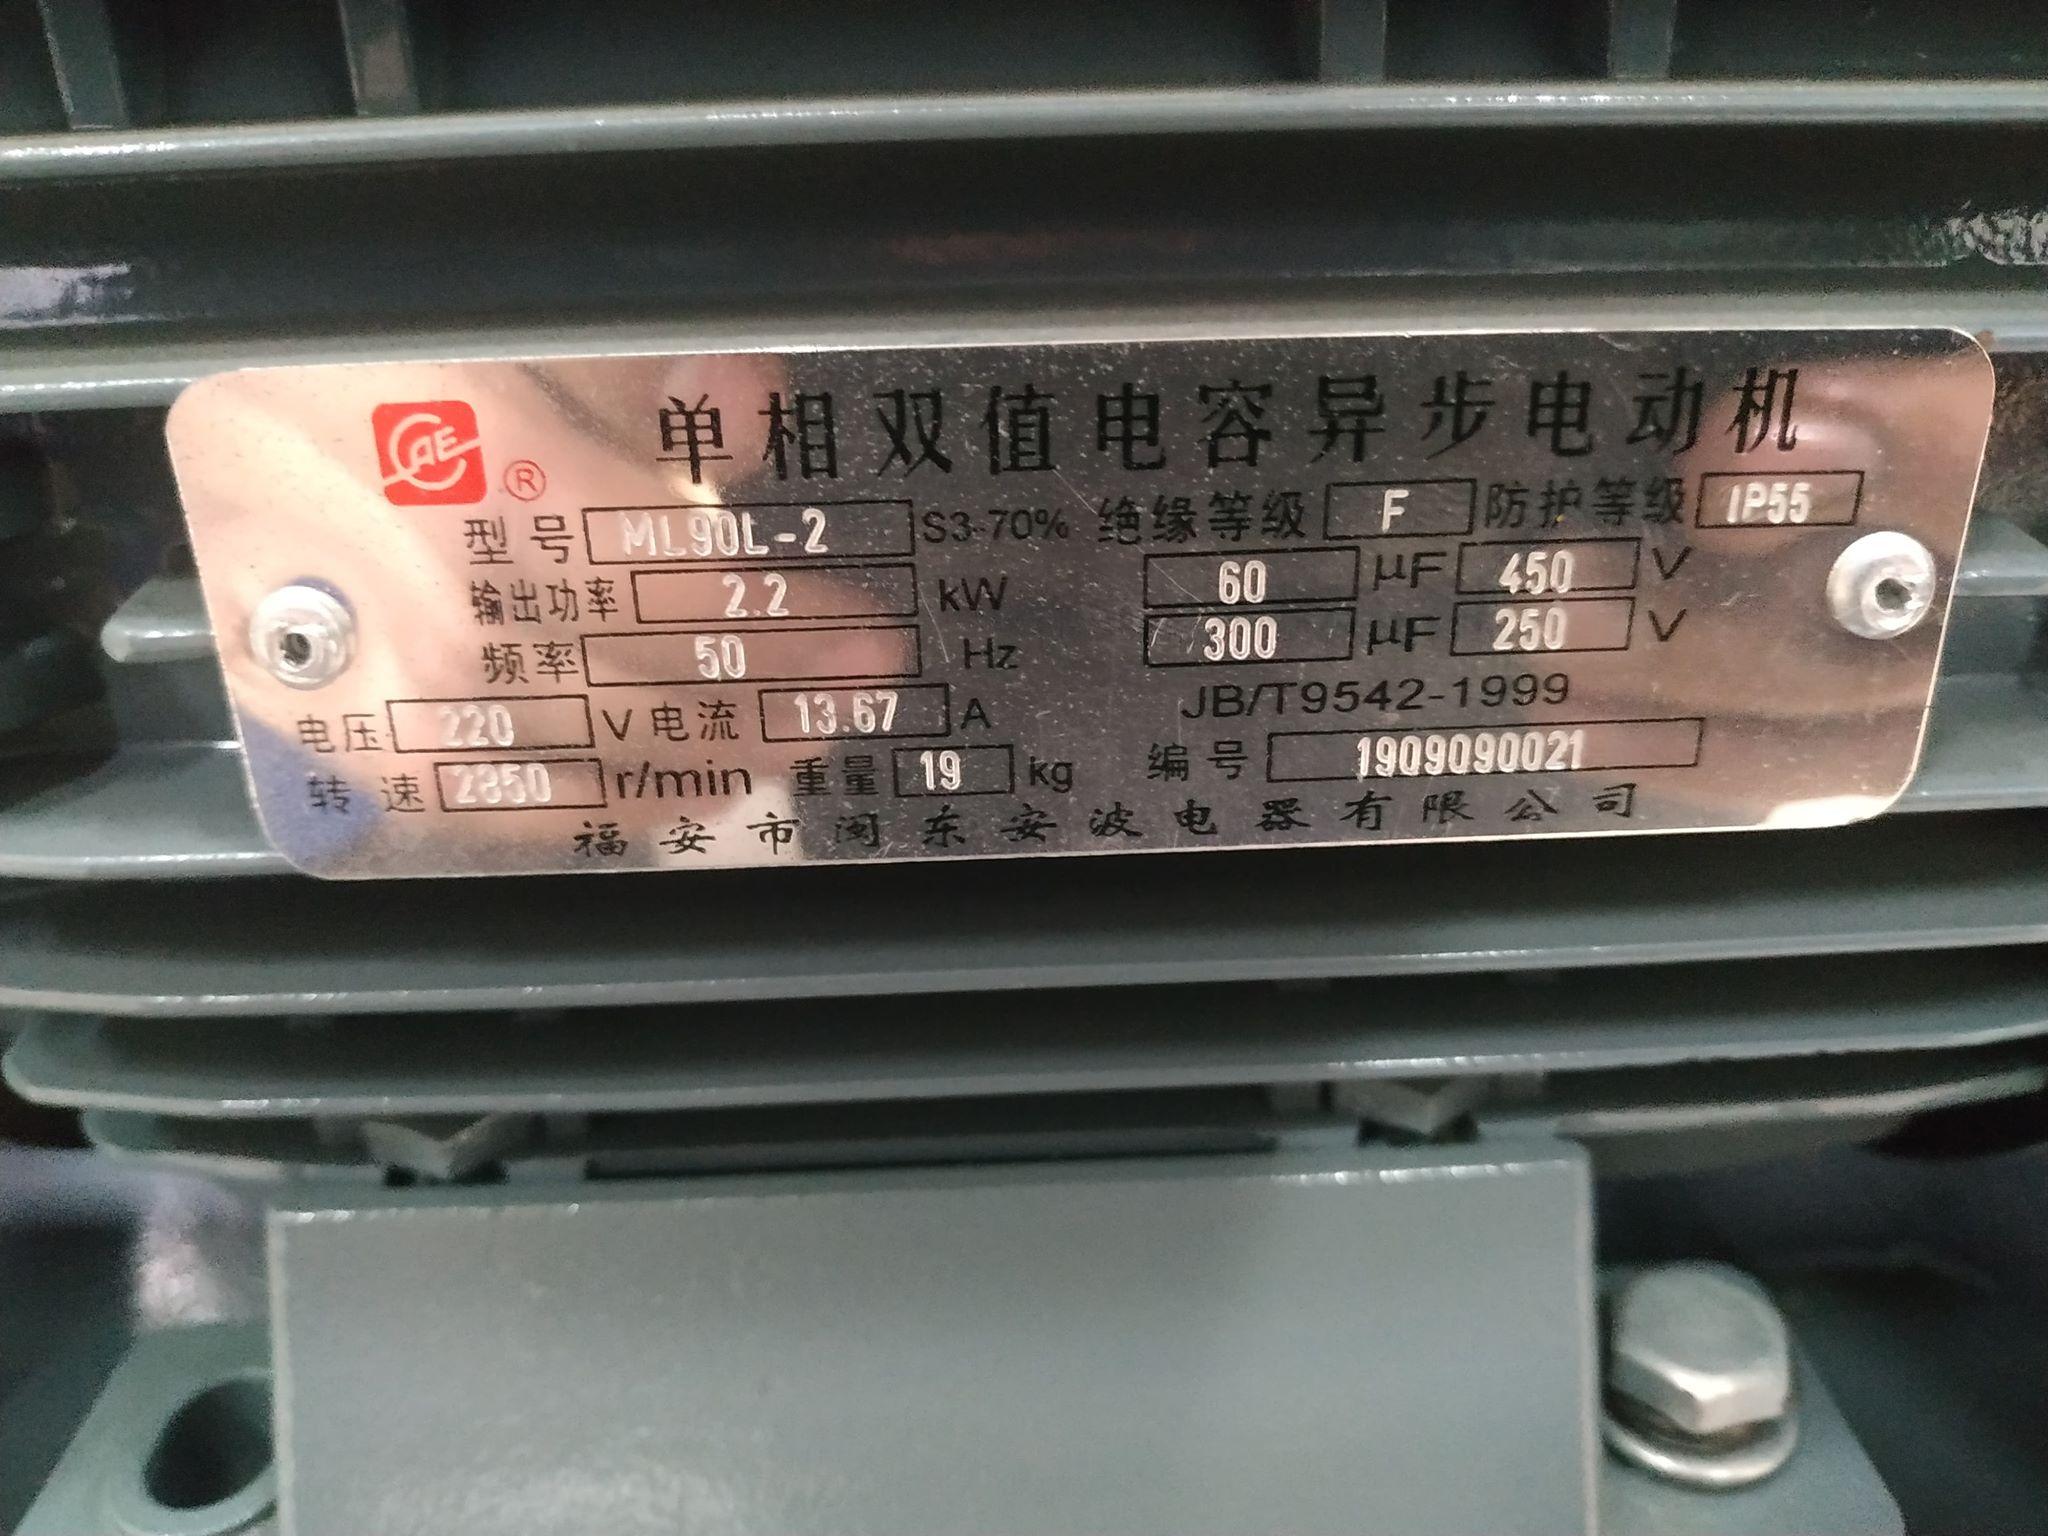 CAE ®
单相双值电容异步电动机
型号 ML90L-2 S3-70% 绝缘等级 F 防护等级 IP55
输出功率 2.2 kW 60 μF 450 V
频率 50 Hz 300 μF 250 V
电压 220 V 电流 13.67 A JB/T9542-1999
转速 2850 r/min 重量 19 kg 编号 1909090021
福安市闽东安波电器有限公司